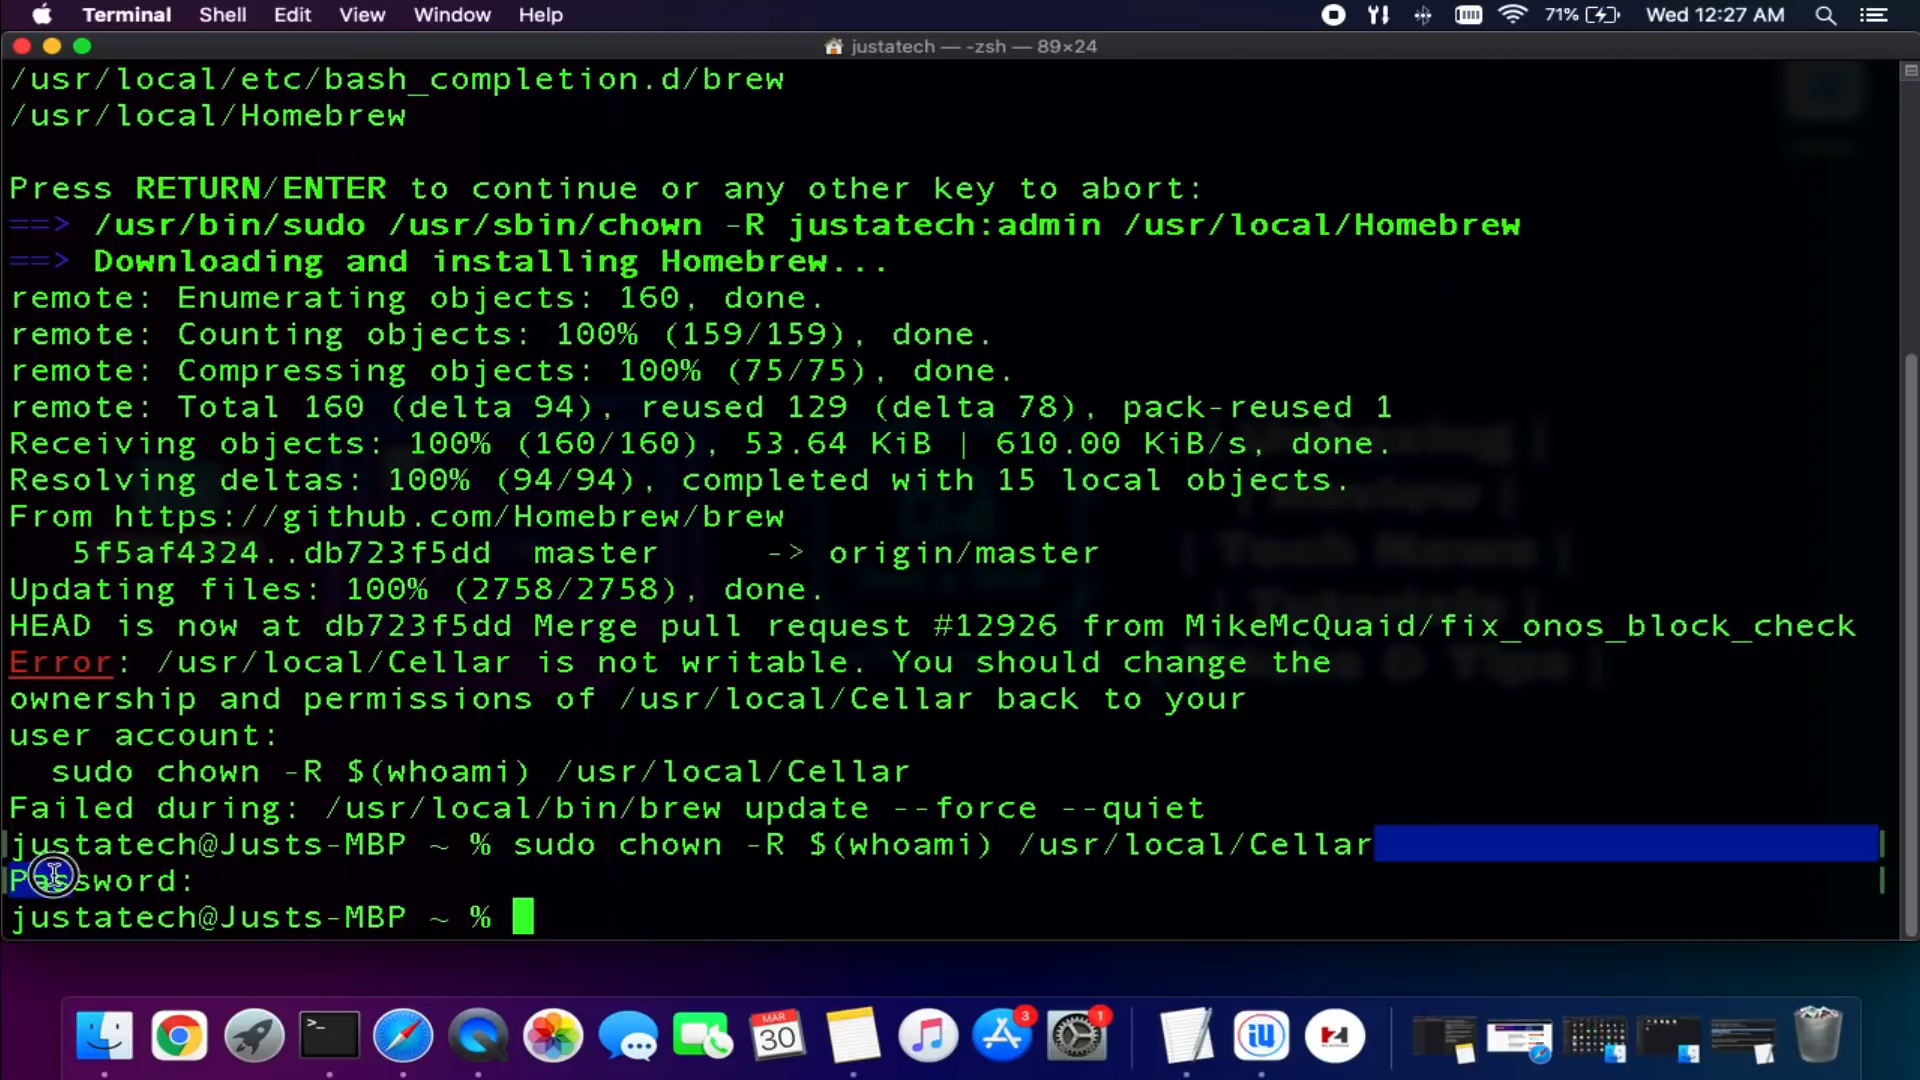 Terminal Shell Edit View Window Help 71% Wed 12:27 AM
justatech — -zsh — 89×24
/usr/local/etc/bash_completion.d/brew
/usr/local/Homebrew
Press RETURN/ENTER to continue or any other key to abort:
==> /usr/bin/sudo /usr/sbin/chown -R justatech:admin /usr/local/Homebrew
==> Downloading and installing Homebrew...
remote: Enumerating objects: 160, done.
remote: Counting objects: 100% (159/159), done.
remote: Compressing objects: 100% (75/75), done.
remote: Total 160 (delta 94), reused 129 (delta 78), pack-reused 1
Receiving objects: 100% (160/160), 53.64 KiB | 610.00 KiB/s, done.
Resolving deltas: 100% (94/94), completed with 15 local objects.
From https://github.com/Homebrew/brew
5f5af4324..db723f5dd master -> origin/master
Updating files: 100% (2758/2758), done.
HEAD is now at db723f5dd Merge pull request #12926 from MikeMcQuaid/fix_onos_block_check
Error: /usr/local/Cellar is not writable. You should change the
ownership and permissions of /usr/local/Cellar back to your
user account:
sudo chown -R $(whoami) /usr/local/Cellar
Failed during: /usr/local/bin/brew update --force --quiet
justatech@Justs-MBP ~ % sudo chown -R $(whoami) /usr/local/Cellar
Password:
justatech@Justs-MBP ~ %
MAR
30
3
1